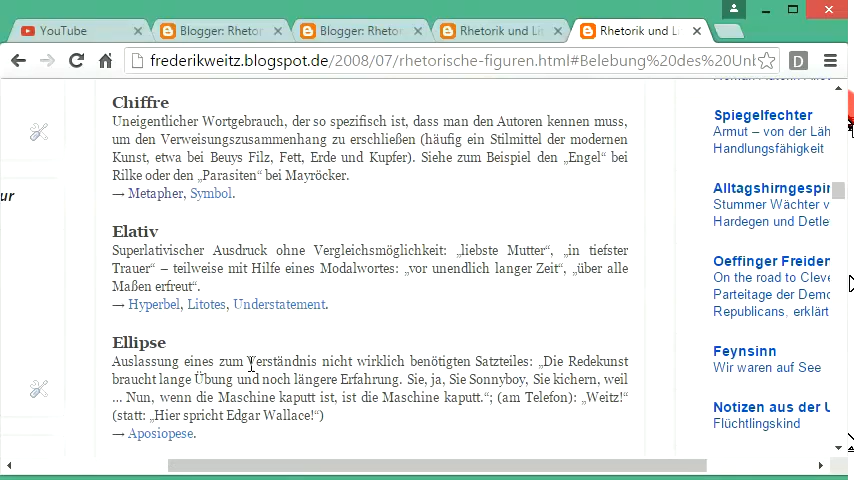 YouTube
Blogger: Rhetor
Blogger: Rhetor
Rhetorik und Li
Rhetorik und L
frederikweitz.blogspot.de/2008/07/rhetorische-figuren.html#Belebung%20des%20Unb
Chiffre
Uneigentlicher Wortgebrauch, der so spezifisch ist, dass man den Autoren kennen muss,
um den Verweisungszusammenhang zu erschließen (häufig ein Stilmittel der modernen
Kunst, etwa bei Beuys Filz, Fett, Erde und Kupfer). Siehe zum Beispiel den „Engel“ bei
Rilke oder den „Parasiten“ bei Mayröcker.
→ Metapher, Symbol.
ur
Elativ
Superlativischer Ausdruck ohne Vergleichsmöglichkeit: „liebste Mutter“, „in tiefster
Trauer“ – teilweise mit Hilfe eines Modalwortes: „vor unendlich langer Zeit“, „über alle
Maßen erfreut“.
→ Hyperbel, Litotes, Understatement.
Ellipse
Auslassung eines zum Verständnis nicht wirklich benötigten Satzteiles: „Die Redekunst
braucht lange Übung und noch längere Erfahrung. Sie, ja, Sie Sonnyboy, Sie kichern, weil
... Nun, wenn die Maschine kaputt ist, ist die Maschine kaputt.“; (am Telefon): „Weitz!“
(statt: „Hier spricht Edgar Wallace!“)
→ Aposiopese.
Spiegelfechter
Armut – von der Läh
Handlungsfähigkeit
Alltagshirngespin
Stummer Wächter v
Hardegen und Detle
Oeffinger Freiden
On the road to Cleve
Parteitage der Demo
Republicans, erklärt
Feynsinn
Wir waren auf See
Notizen aus der U
Flüchtlingskind